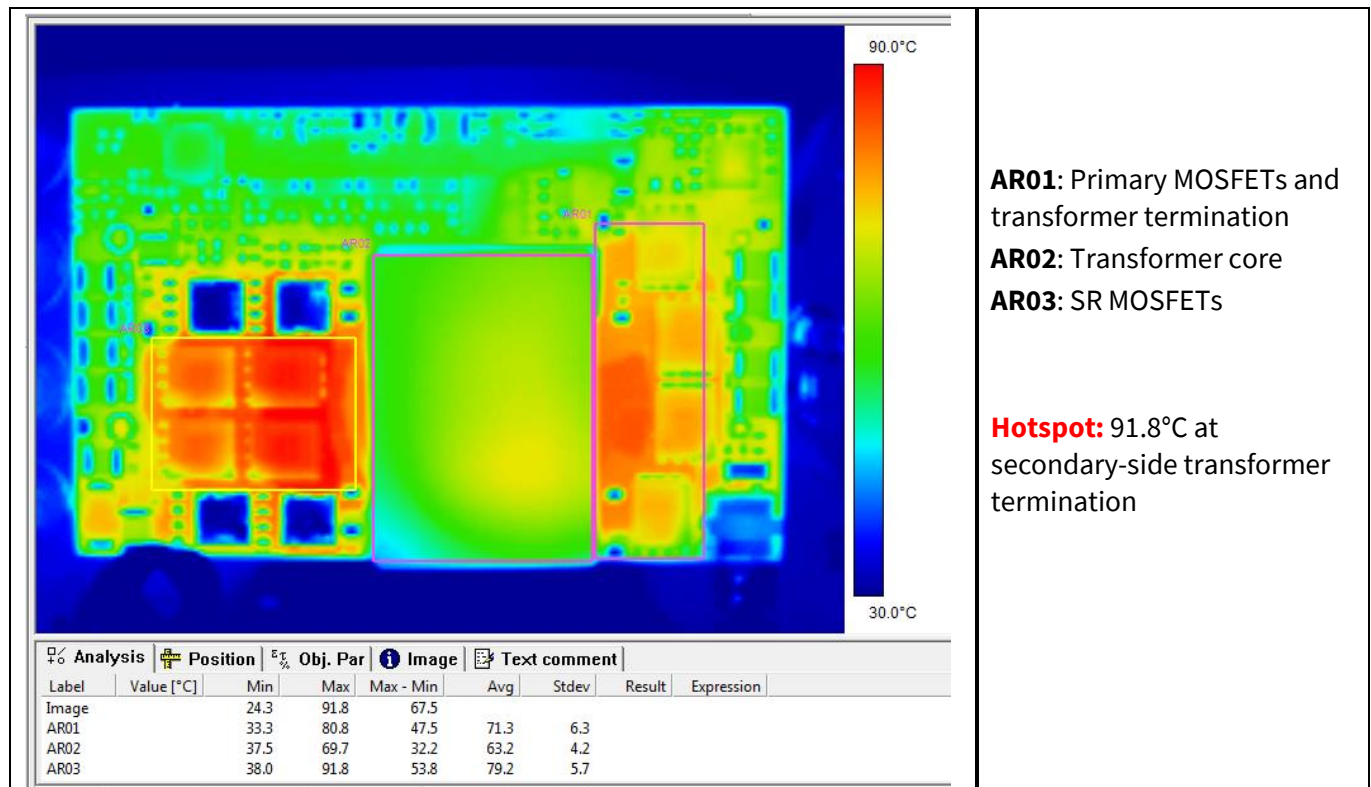 90.0°C
AR01
AR02
AR03
30.0°C
Analysis Position Obj. Par Image Text comment
Label Value [°C] Min Max Max - Min Avg Stdev Result Expression
Image 24.3 91.8 67.5
AR01 33.3 80.8 47.5 71.3 6.3
AR02 37.5 69.7 32.2 63.2 4.2
AR03 38.0 91.8 53.8 79.2 5.7
AR01: Primary MOSFETs and
transformer termination
AR02: Transformer core
AR03: SR MOSFETs
Hotspot: 91.8°C at
secondary-side transformer
termination